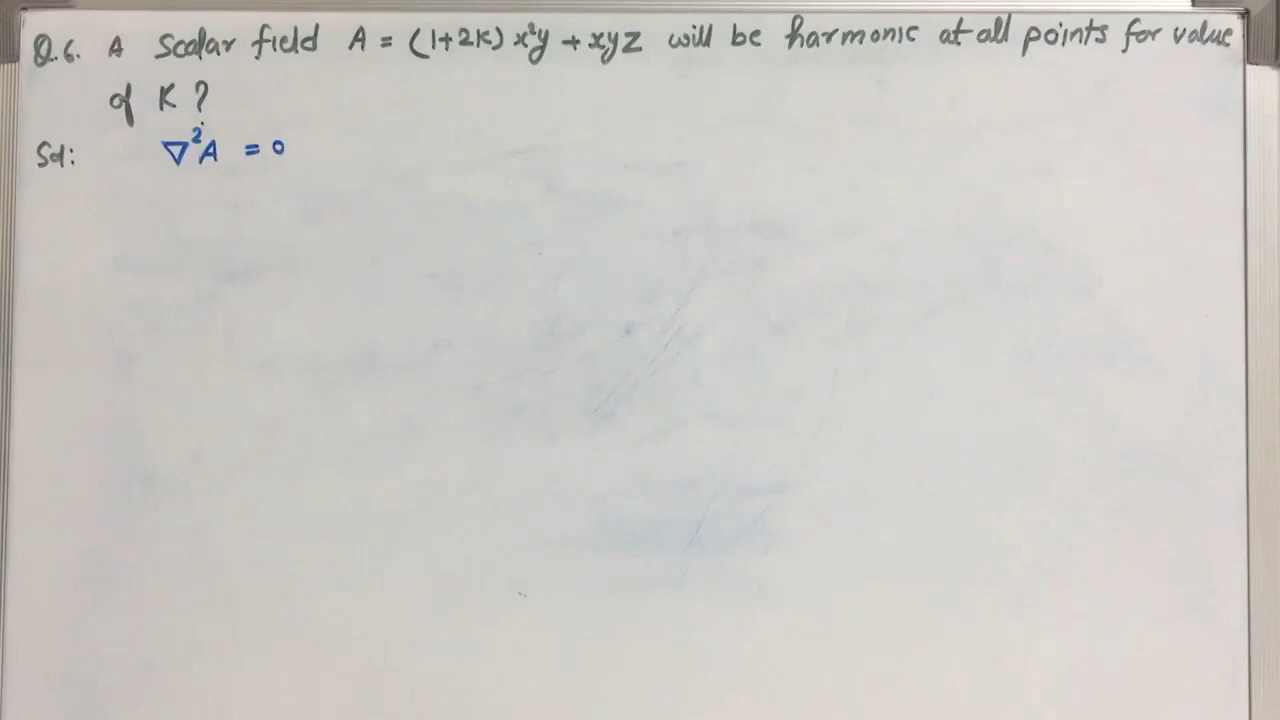 Q.6. A Scalar field A = (1+2K) x²y + xyz will be harmonic at all points for value
of K ?
Sol: ∇²A = 0